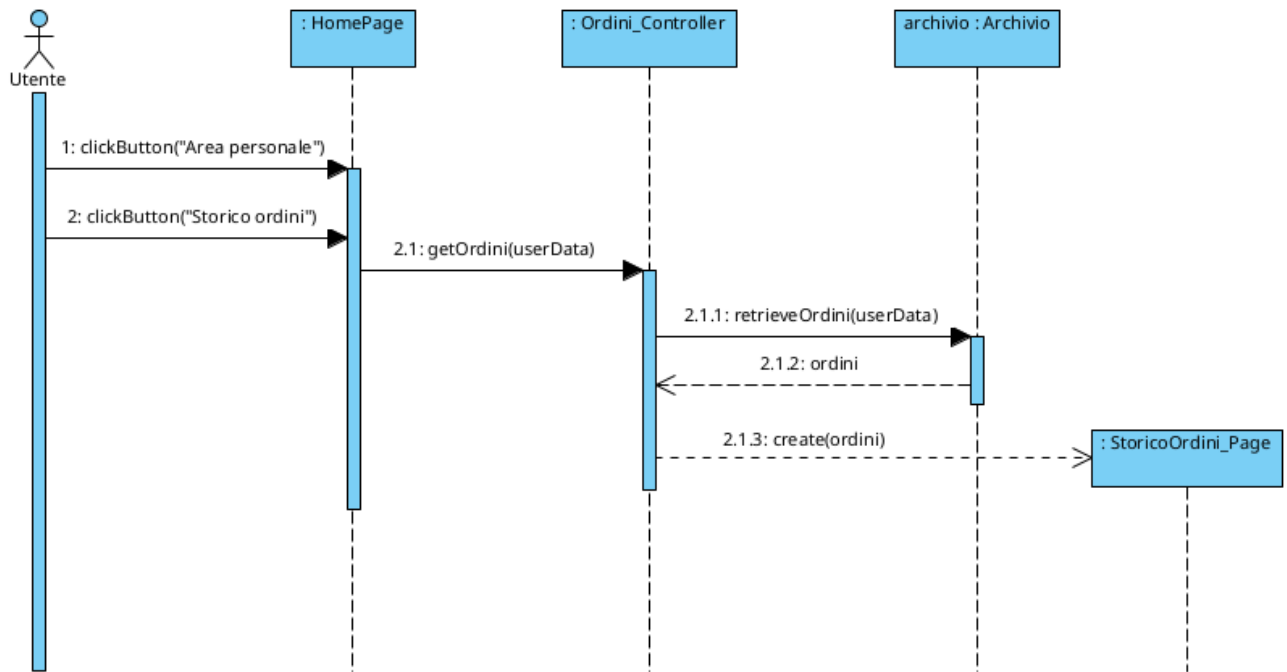 : HomePage
: Ordini_Controller
archivio : Archivio
Utente
1: clickButton("Area personale")
2: clickButton("Storico ordini")
2.1: getOrdini(userData)
2.1.1: retrieveOrdini(userData)
2.1.2: ordini
2.1.3: create(ordini)
: StoricoOrdini_Page